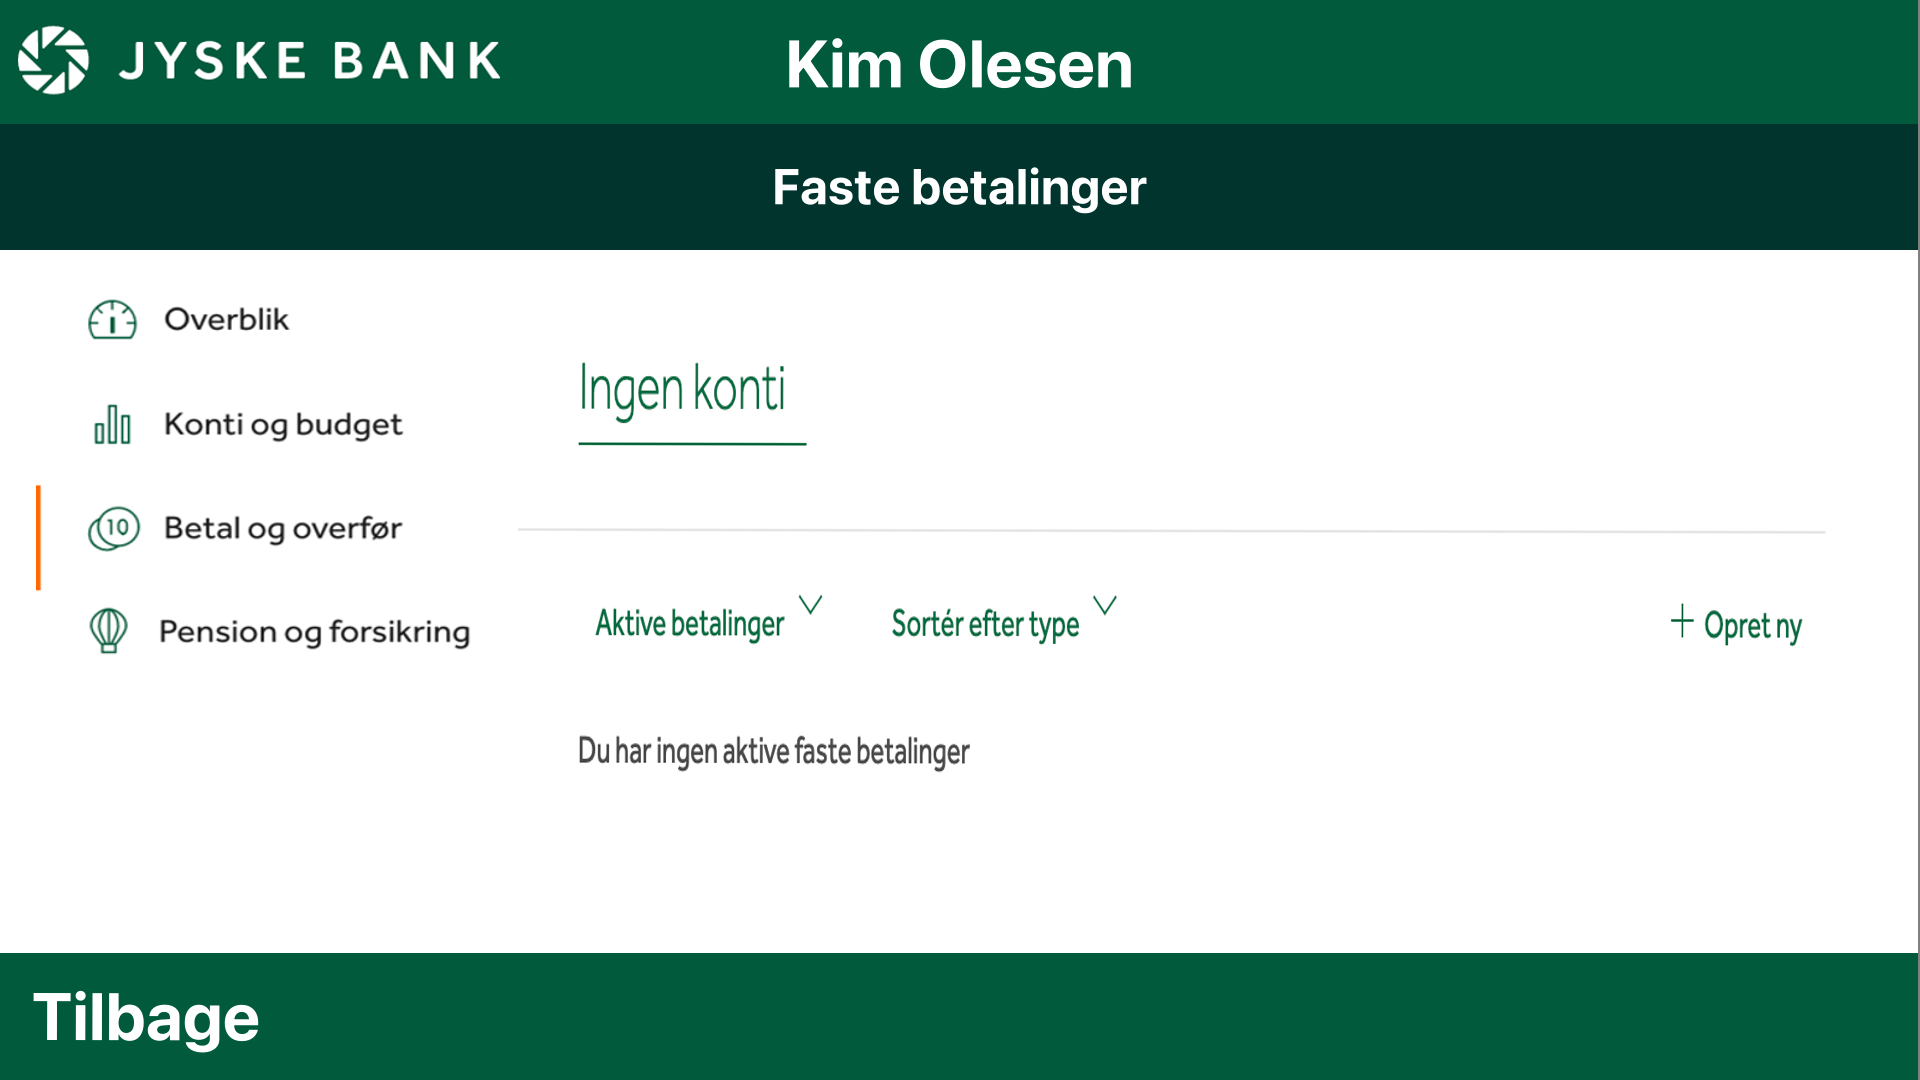 JYSKE BANK
Kim Olesen
Faste betalinger
Overblik
Konti og budget
10
Betal og overfør
Pension og forsikring
Ingen konti
Aktive betalinger
Sortér efter type
+ Opret ny
Du har ingen aktive faste betalinger
Tilbage